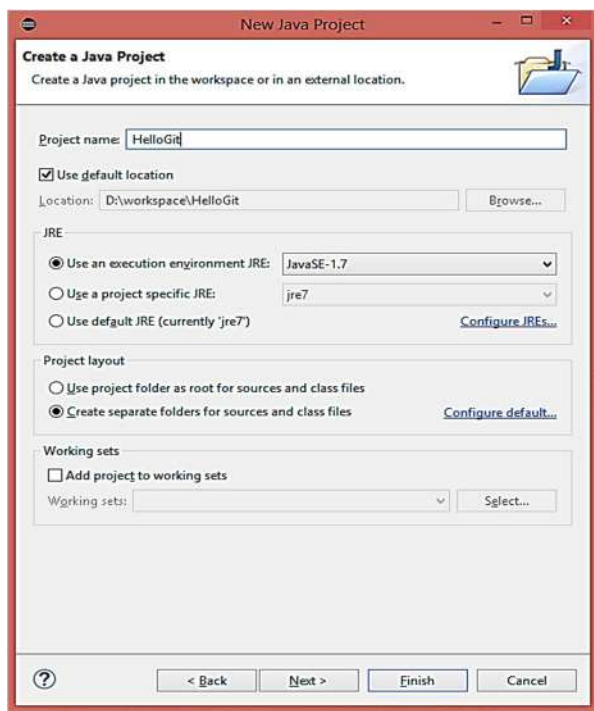 New Java Project
Create a Java Project
Create a Java project in the workspace or in an external location.
Project name: HelloGit
Use default location
Location: D:\workspace\HelloGit Browse...
JRE
Use an execution environment JRE: JavaSE-1.7
Use a project specific JRE: jre7
Use default JRE (currently 'jre7') Configure JREs...
Project layout
Use project folder as root for sources and class files
Create separate folders for sources and class files Configure default...
Working sets
Add project to working sets
Working sets: Select...
? < Back Next > Finish Cancel